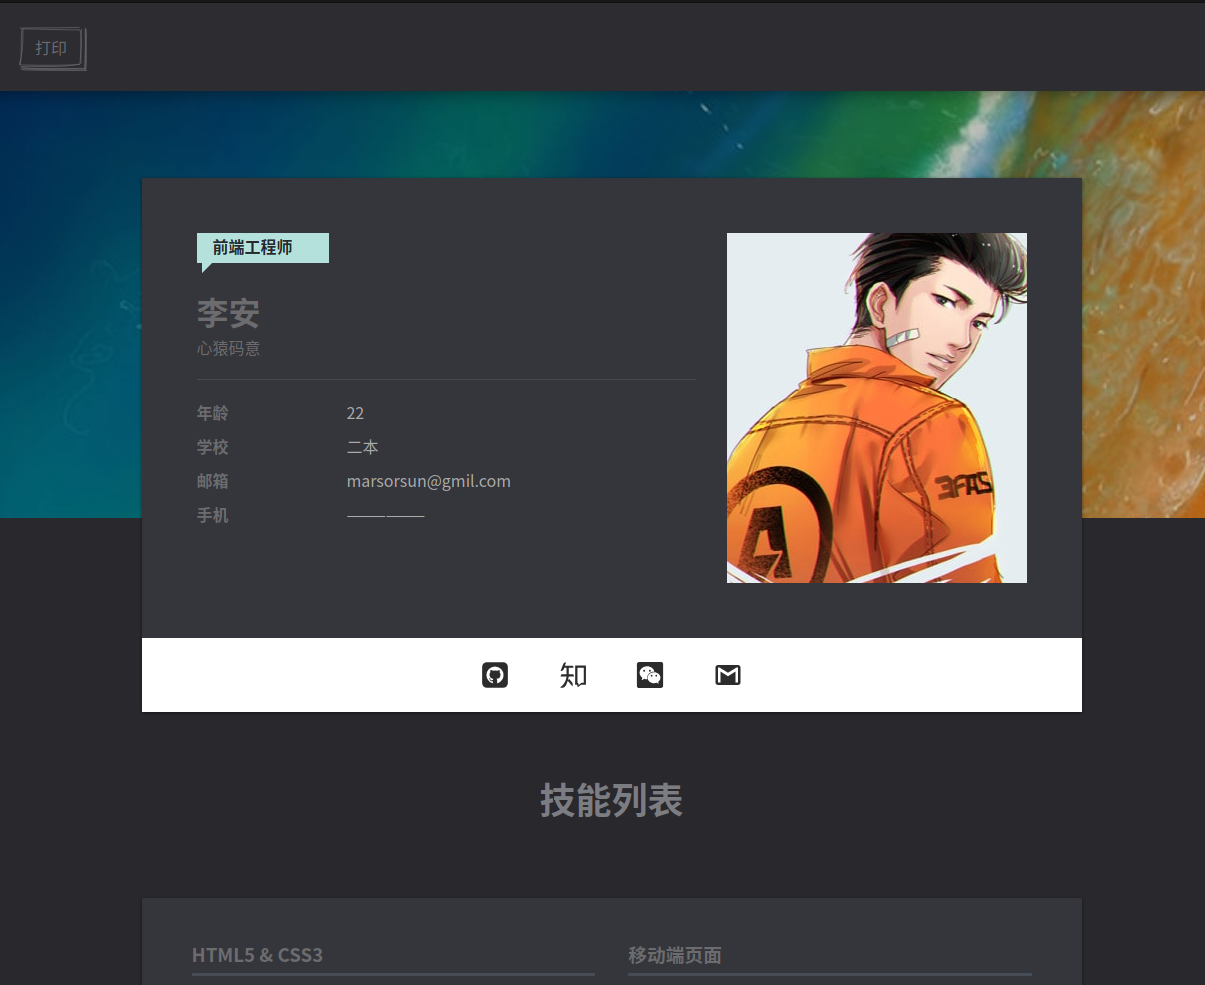 打印
前端工程师
李安
心猿码意
年龄 22
学校 二本
邮箱 marsorsun@gmil.com
手机 ——————
知
技能列表
HTML5 & CSS3 移动端页面